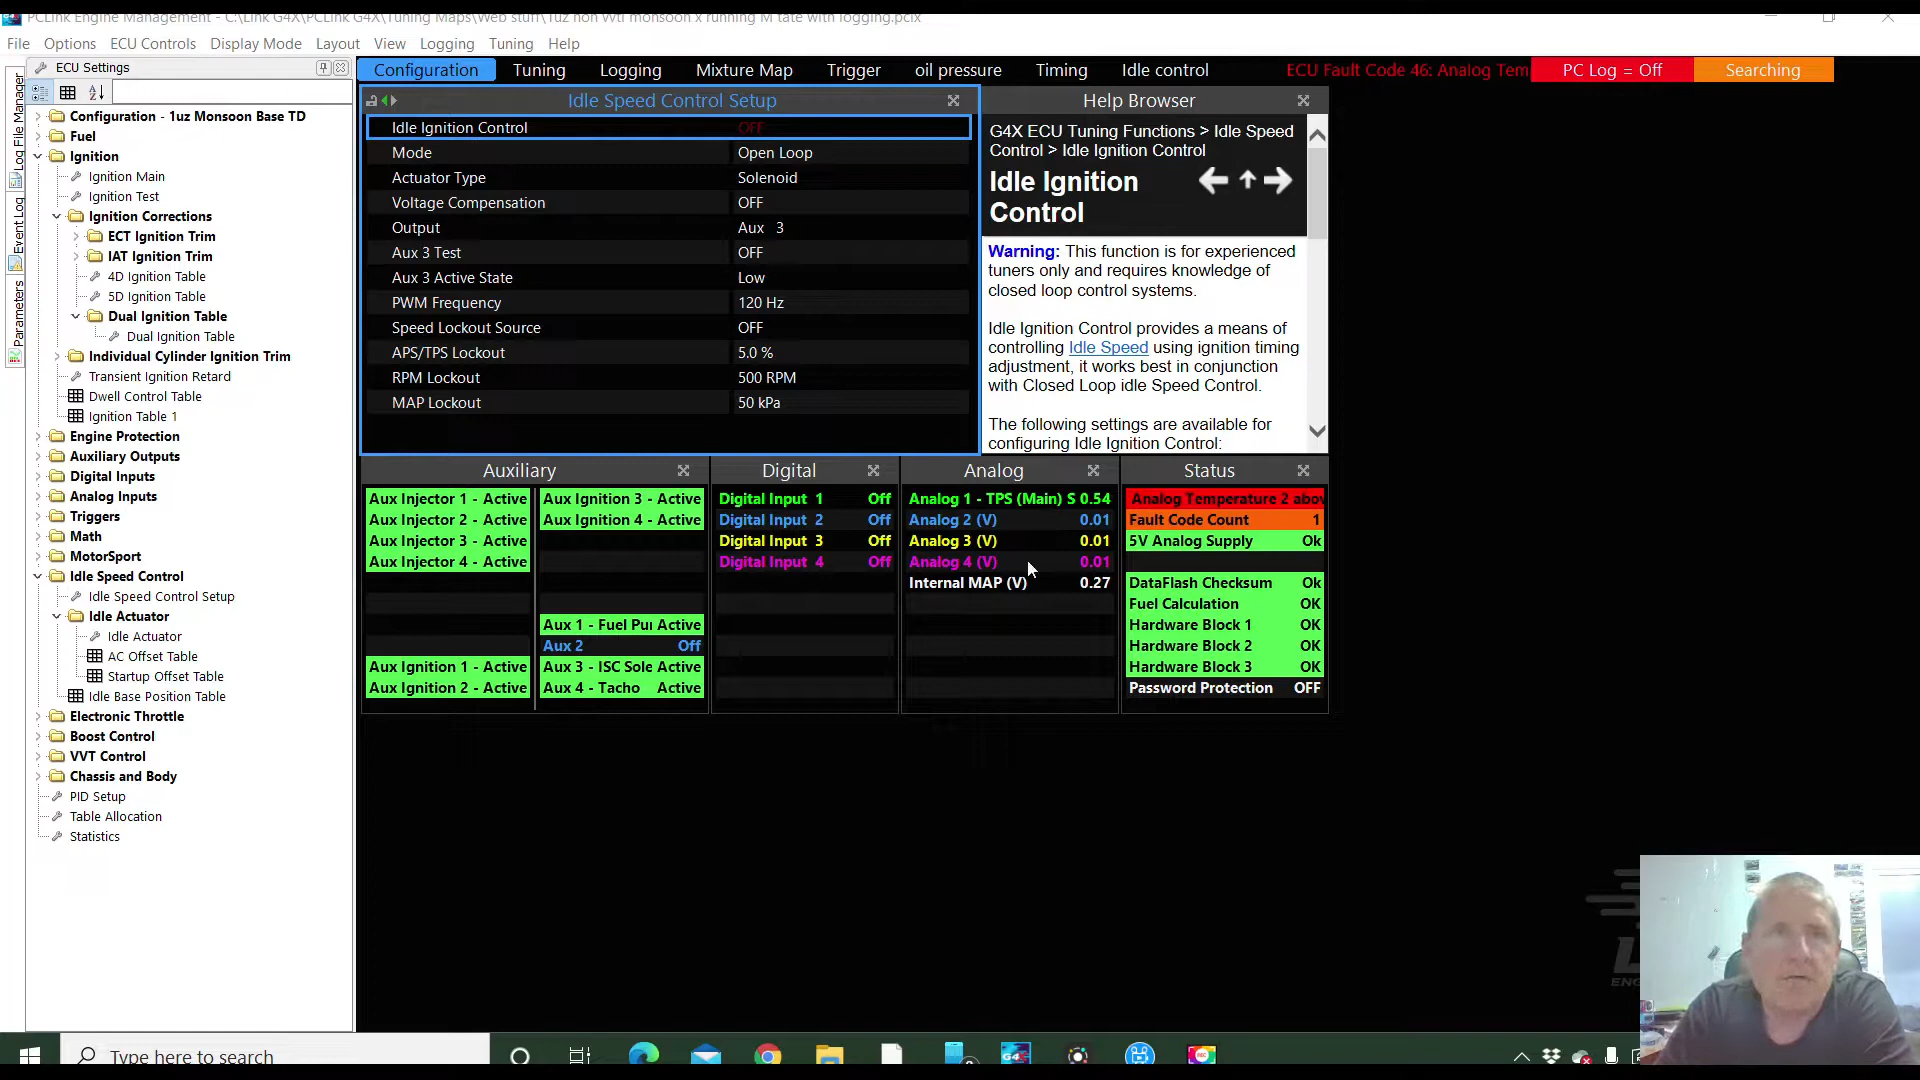 PCLink Engine Management - C:\Link G4X\PCLink G4X\Tuning Maps\Web stuff\1uz non Vvti monsoon x running M tate with logging.pclx
File Options ECU Controls Display Mode Layout View Logging Tuning Help
ECU Settings
Log File Manager
Event Log
Parameters
Configuration - 1uz Monsoon Base TD
Fuel
Ignition
Ignition Main
Ignition Test
Ignition Corrections
ECT Ignition Trim
IAT Ignition Trim
4D Ignition Table
5D Ignition Table
Dual Ignition Table
Dual Ignition Table
Individual Cylinder Ignition Trim
Transient Ignition Retard
Dwell Control Table
Ignition Table 1
Engine Protection
Auxiliary Outputs
Digital Inputs
Analog Inputs
Triggers
Math
MotorSport
Idle Speed Control
Idle Speed Control Setup
Idle Actuator
Idle Actuator
AC Offset Table
Startup Offset Table
Idle Base Position Table
Electronic Throttle
Boost Control
VVT Control
Chassis and Body
PID Setup
Table Allocation
Statistics
Configuration Tuning Logging Mixture Map Trigger oil pressure Timing Idle control
ECU Fault Code 46: Analog Tem PC Log = Off Searching
Idle Speed Control Setup
Idle Ignition Control OFF
Mode Open Loop
Actuator Type Solenoid
Voltage Compensation OFF
Output Aux 3
Aux 3 Test OFF
Aux 3 Active State Low
PWM Frequency 120 Hz
Speed Lockout Source OFF
APS/TPS Lockout 5.0 %
RPM Lockout 500 RPM
MAP Lockout 50 kPa
Help Browser
G4X ECU Tuning Functions > Idle Speed
Control > Idle Ignition Control
Idle Ignition
Control
Warning: This function is for experienced
tuners only and requires knowledge of
closed loop control systems.
Idle Ignition Control provides a means of
controlling Idle Speed using ignition timing
adjustment, it works best in conjunction
with Closed Loop idle Speed Control.
The following settings are available for
configuring Idle Ignition Control:
Auxiliary
Aux Injector 1 - Active
Aux Injector 2 - Active
Aux Injector 3 - Active
Aux Injector 4 - Active
Aux Ignition 1 - Active
Aux Ignition 2 - Active
Aux Ignition 3 - Active
Aux Ignition 4 - Active
Aux 1 - Fuel Pu Active
Aux 2 Off
Aux 3 - ISC Sole Active
Aux 4 - Tacho Active
Digital
Digital Input 1 Off
Digital Input 2 Off
Digital Input 3 Off
Digital Input 4 Off
Analog
Analog 1 - TPS (Main) S 0.54
Analog 2 (V) 0.01
Analog 3 (V) 0.01
Analog 4 (V) 0.01
Internal MAP (V) 0.27
Status
Analog Temperature 2 abov
Fault Code Count 1
5V Analog Supply Ok
DataFlash Checksum Ok
Fuel Calculation OK
Hardware Block 1 OK
Hardware Block 2 OK
Hardware Block 3 OK
Password Protection OFF
Type here to search